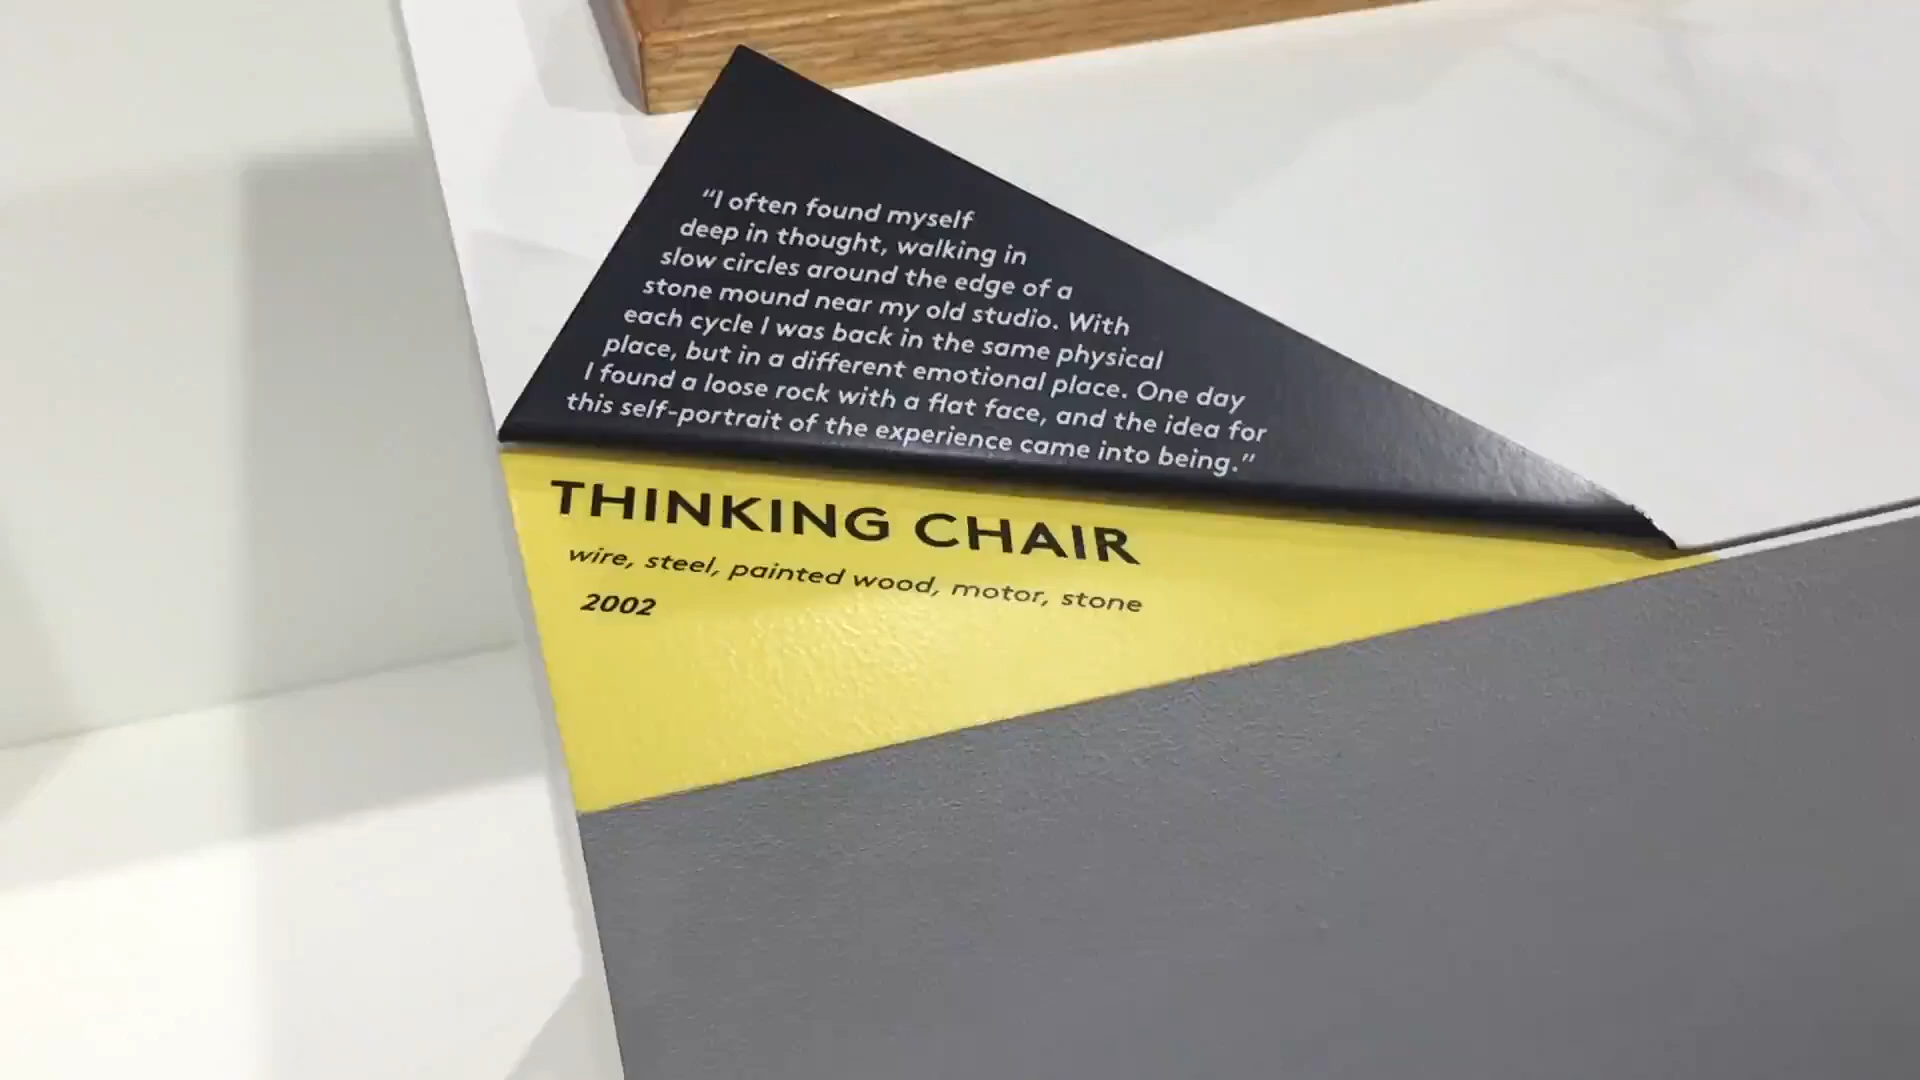 “I often found myself
deep in thought, walking in
slow circles around the edge of a
stone mound near my old studio. With
each cycle I was back in the same physical
place, but in a different emotional place. One day
I found a loose rock with a flat face, and the idea for
this self-portrait of the experience came into being.”
THINKING CHAIR
wire, steel, painted wood, motor, stone
2002